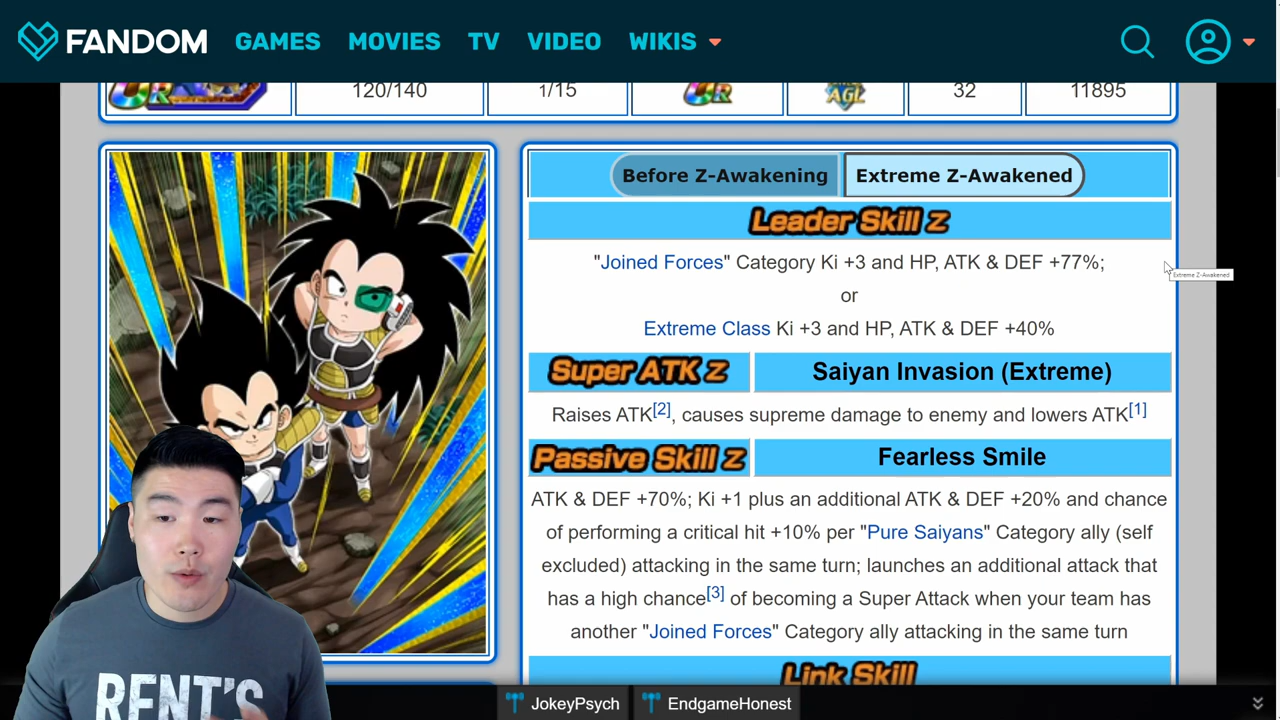 FANDOM GAMES MOVIES TV VIDEO WIKIS
UR 120/140 1/15 UR AGL 32 11895
Before Z-Awakening Extreme Z-Awakened
Leader Skill Z
"Joined Forces" Category Ki +3 and HP, ATK & DEF +77%;
or
Extreme Class Ki +3 and HP, ATK & DEF +40%
Extreme Z-Awakened
Super ATK Z Saiyan Invasion (Extreme)
Raises ATK[2], causes supreme damage to enemy and lowers ATK[1]
Passive Skill Z Fearless Smile
ATK & DEF +70%; Ki +1 plus an additional ATK & DEF +20% and chance
of performing a critical hit +10% per "Pure Saiyans" Category ally (self
excluded) attacking in the same turn; launches an additional attack that
has a high chance[3] of becoming a Super Attack when your team has
another "Joined Forces" Category ally attacking in the same turn
Link Skill
RENT'S
JokeyPsych EndgameHonest